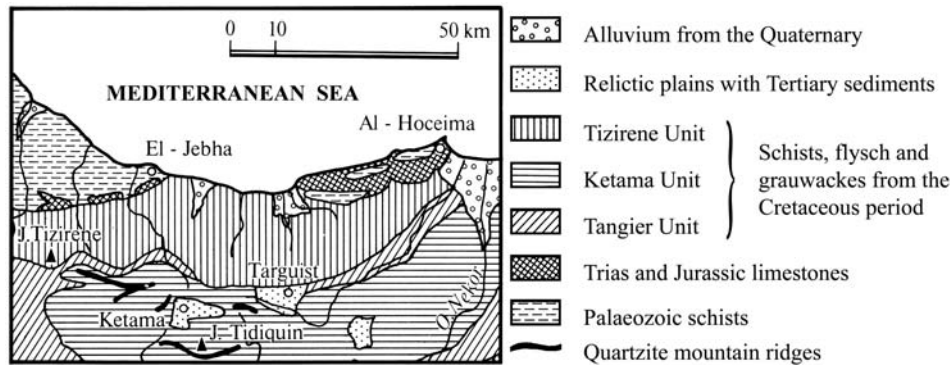 0 10 50 km
MEDITERRANEAN SEA
Al - Hoceima
El - Jebha
J.Tizirene
Targuist
Ketama
J. Tidiquin
O.Nekor
Alluvium from the Quaternary
Relictic plains with Tertiary sediments
Tizirene Unit
Ketama Unit
Tangier Unit
Schists, flysch and
grauwackes from the
Cretaceous period
Trias and Jurassic limestones
Palaeozoic schists
Quartzite mountain ridges